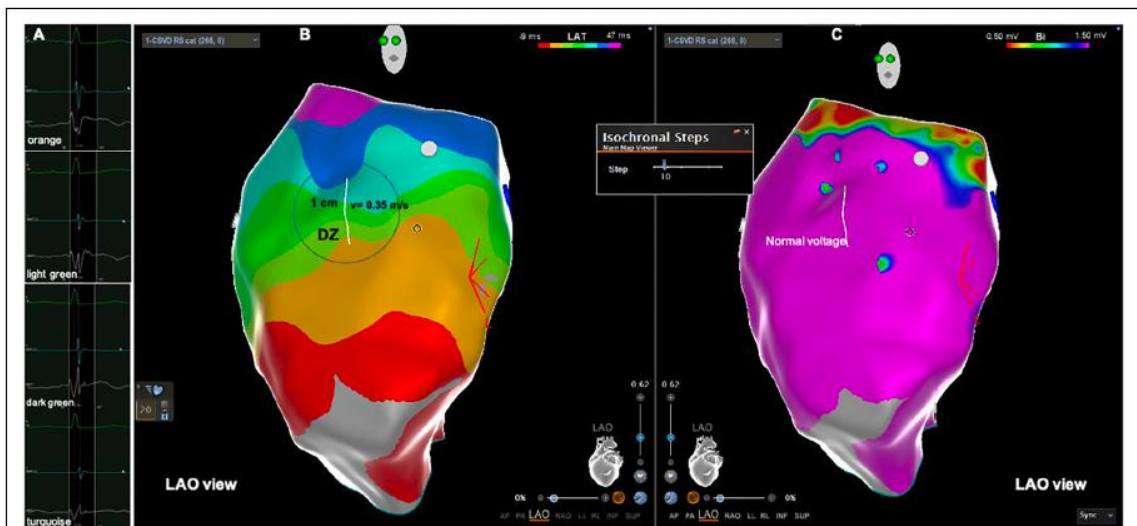 A
orange
light green
dark green
turquoise
1-CSVD RS cat (266, 0)
B
-9 ms LAT 47 ms
1 cm v= 0.35 m/s
DZ
20
0.62
LAO
0%
AP PA LAO RAO LL RL INF SUP
LAO view
1-CSVD RS cat (266, 0)
C
0.50 mV Bi 1.50 mV
Isochronal Steps
Main Map Viewer
Step
10
Normal voltage
0.62
LAO
0%
AP PA LAO RAO LL RL INF SUP
LAO view
Sync